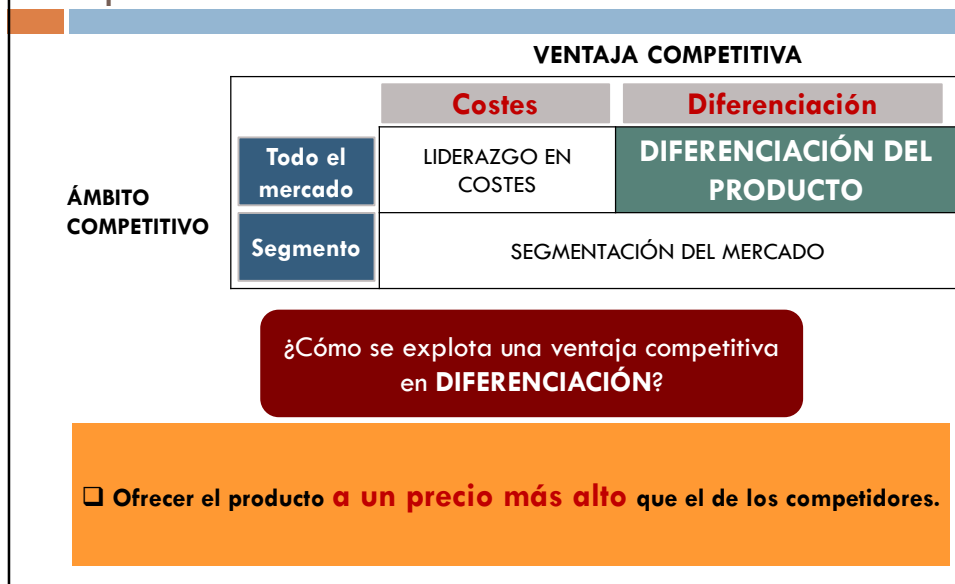 VENTAJA COMPETITIVA
Costes
Diferenciación
Todo el
mercado
LIDERAZGO EN
COSTES
DIFERENCIACIÓN DEL
PRODUCTO
ÁMBITO
COMPETITIVO
Segmento
SEGMENTACIÓN DEL MERCADO
¿Cómo se explota una ventaja competitiva
en DIFERENCIACIÓN?
❑ Ofrecer el producto a un precio más alto que el de los competidores.